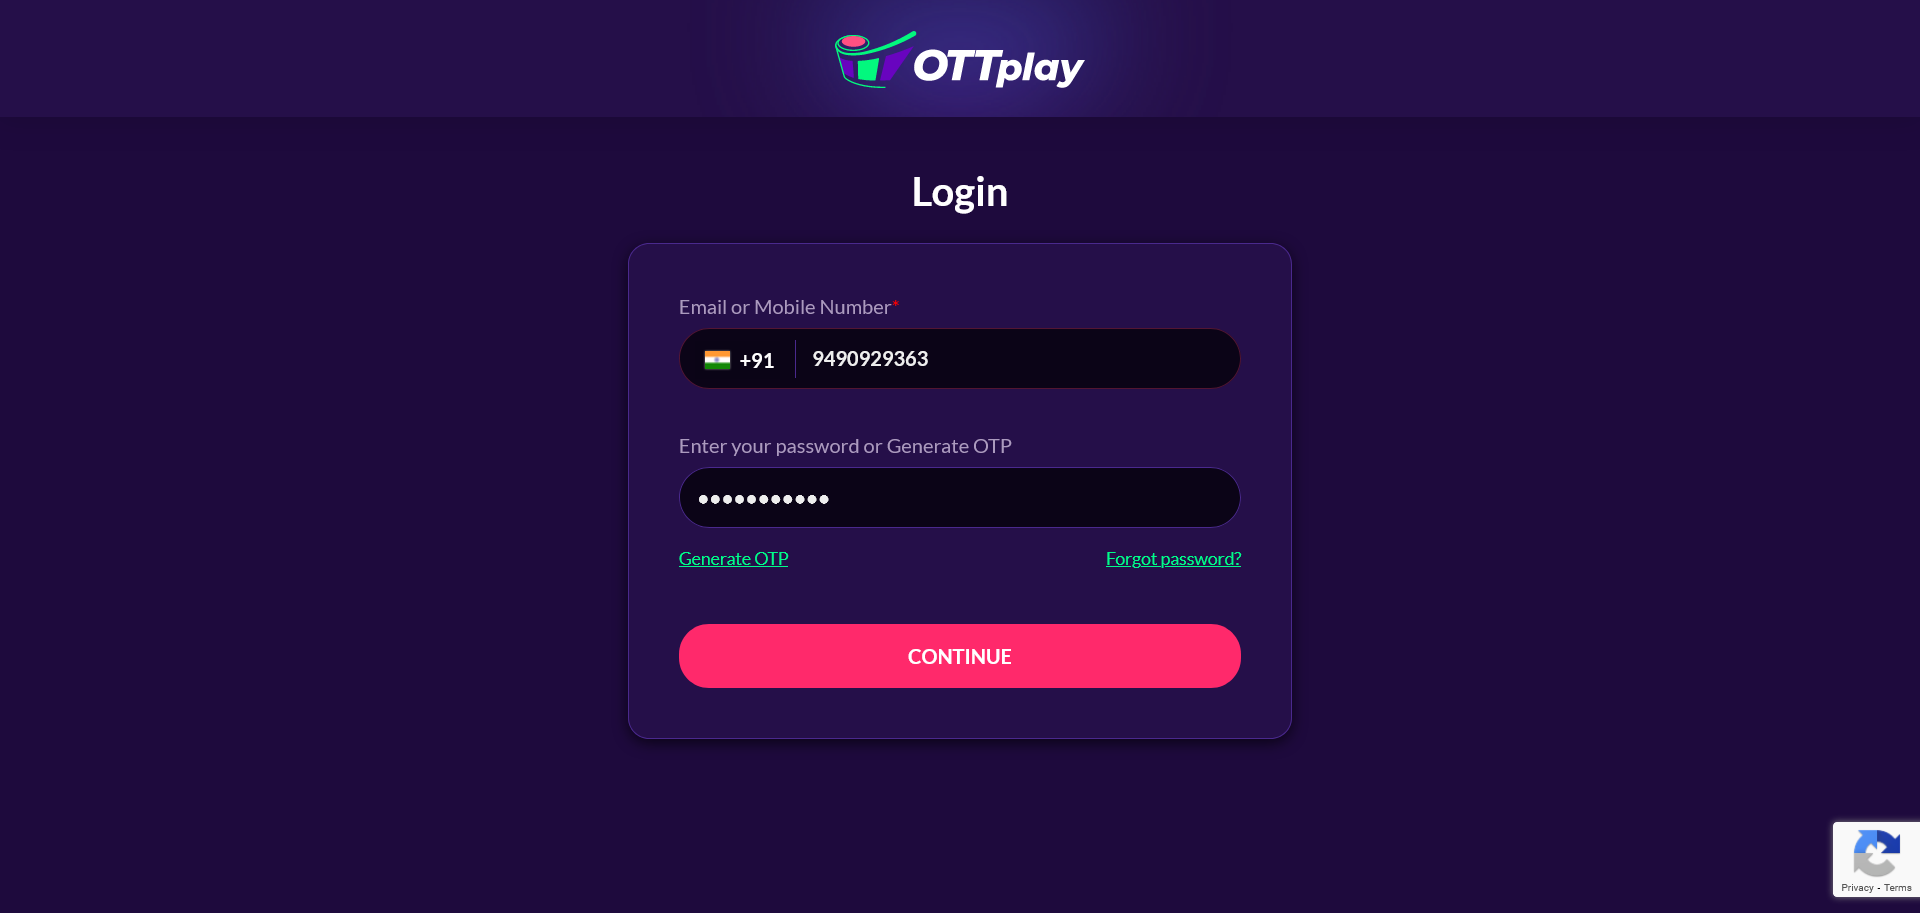 OTTplay
Login
Email or Mobile Number*
+91 9490929363
Enter your password or Generate OTP
Generate OTP Forgot password?
CONTINUE
Privacy - Terms